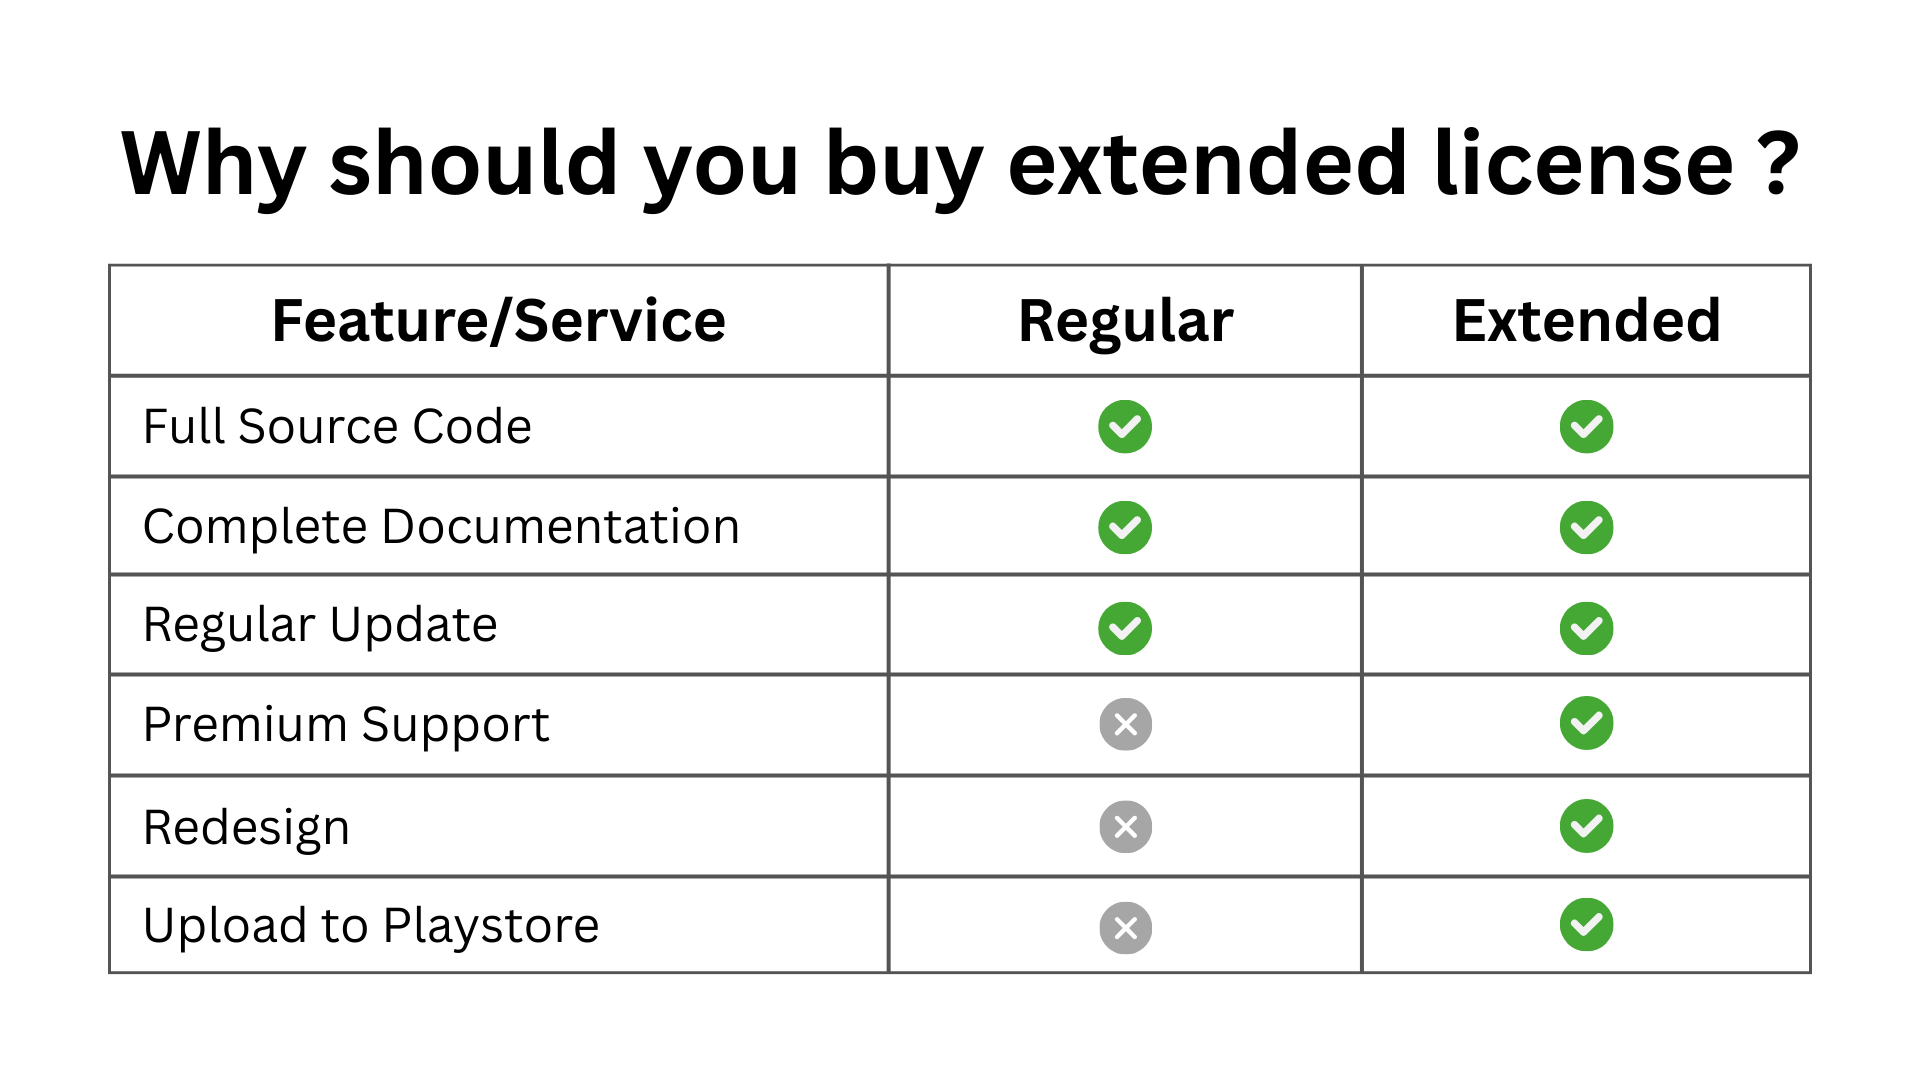 Why should you buy extended license ?
Feature/Service Regular Extended
Full Source Code
Complete Documentation
Regular Update
Premium Support
Redesign
Upload to Playstore